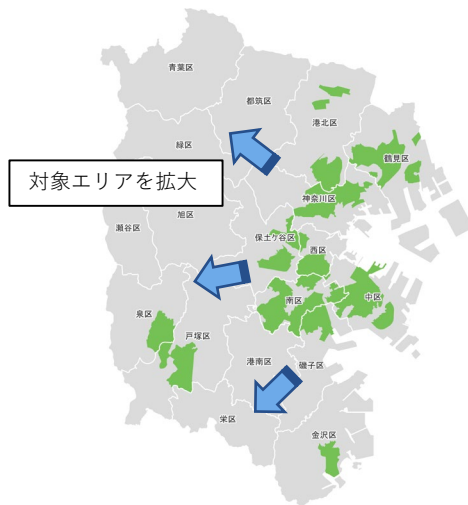 青葉区
都筑区
港北区
緑区
鶴見区
対象エリアを拡大
神奈川区
旭区
瀬谷区
保土ケ谷区
西区
中区
南区
泉区
戸塚区
港南区
磯子区
栄区
金沢区